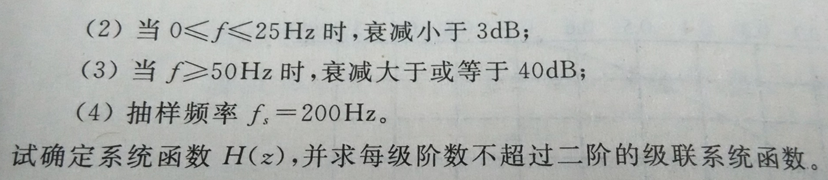 (2) 当 0≤f≤25Hz 时,衰减小于 3dB;
(3) 当 f≥50Hz 时,衰减大于或等于 40dB;
(4) 抽样频率 fₛ=200Hz。
试确定系统函数 H(z),并求每级阶数不超过二阶的级联系统函数。